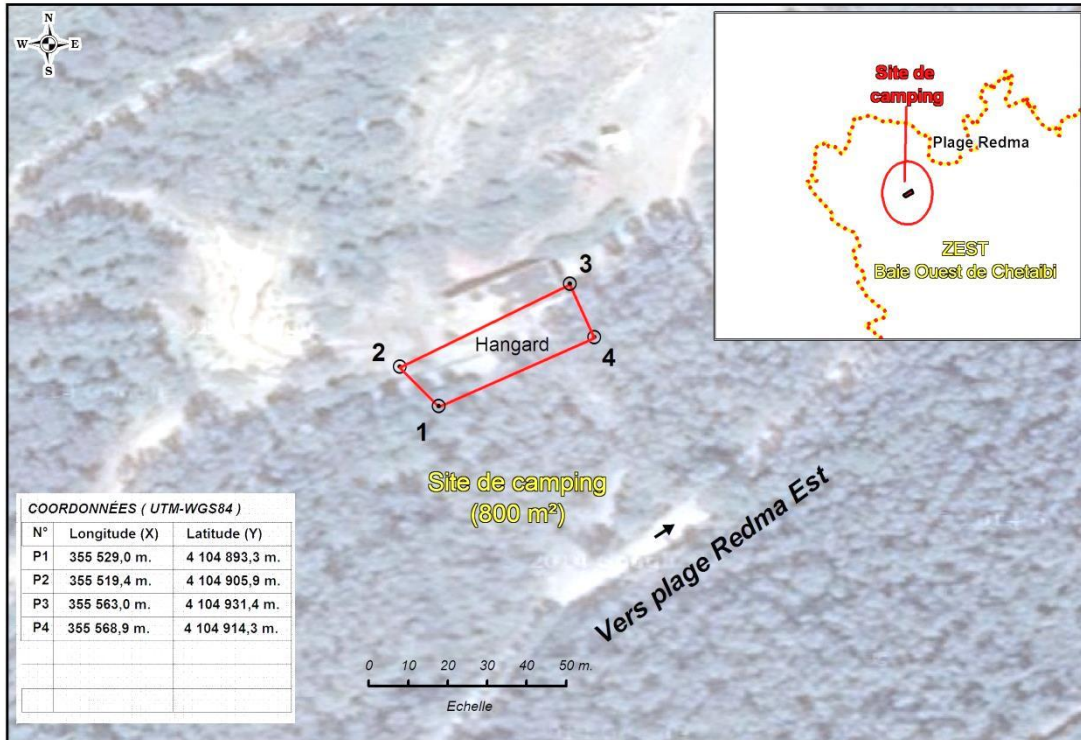 N
W E
S
Site de
camping
Plage Redma
ZEST
Baie Ouest de Chetaibi
3
Hangard
4
2
1
Site de camping
(800 m²)
Vers plage Redma Est
COORDONNÉES ( UTM-WGS84 )
N° Longitude (X) Latitude (Y)
P1 355 529,0 m. 4 104 893,3 m.
P2 355 519,4 m. 4 104 905,9 m.
P3 355 563,0 m. 4 104 931,4 m.
P4 355 568,9 m. 4 104 914,3 m.
0 10 20 30 40 50 m.
Echelle